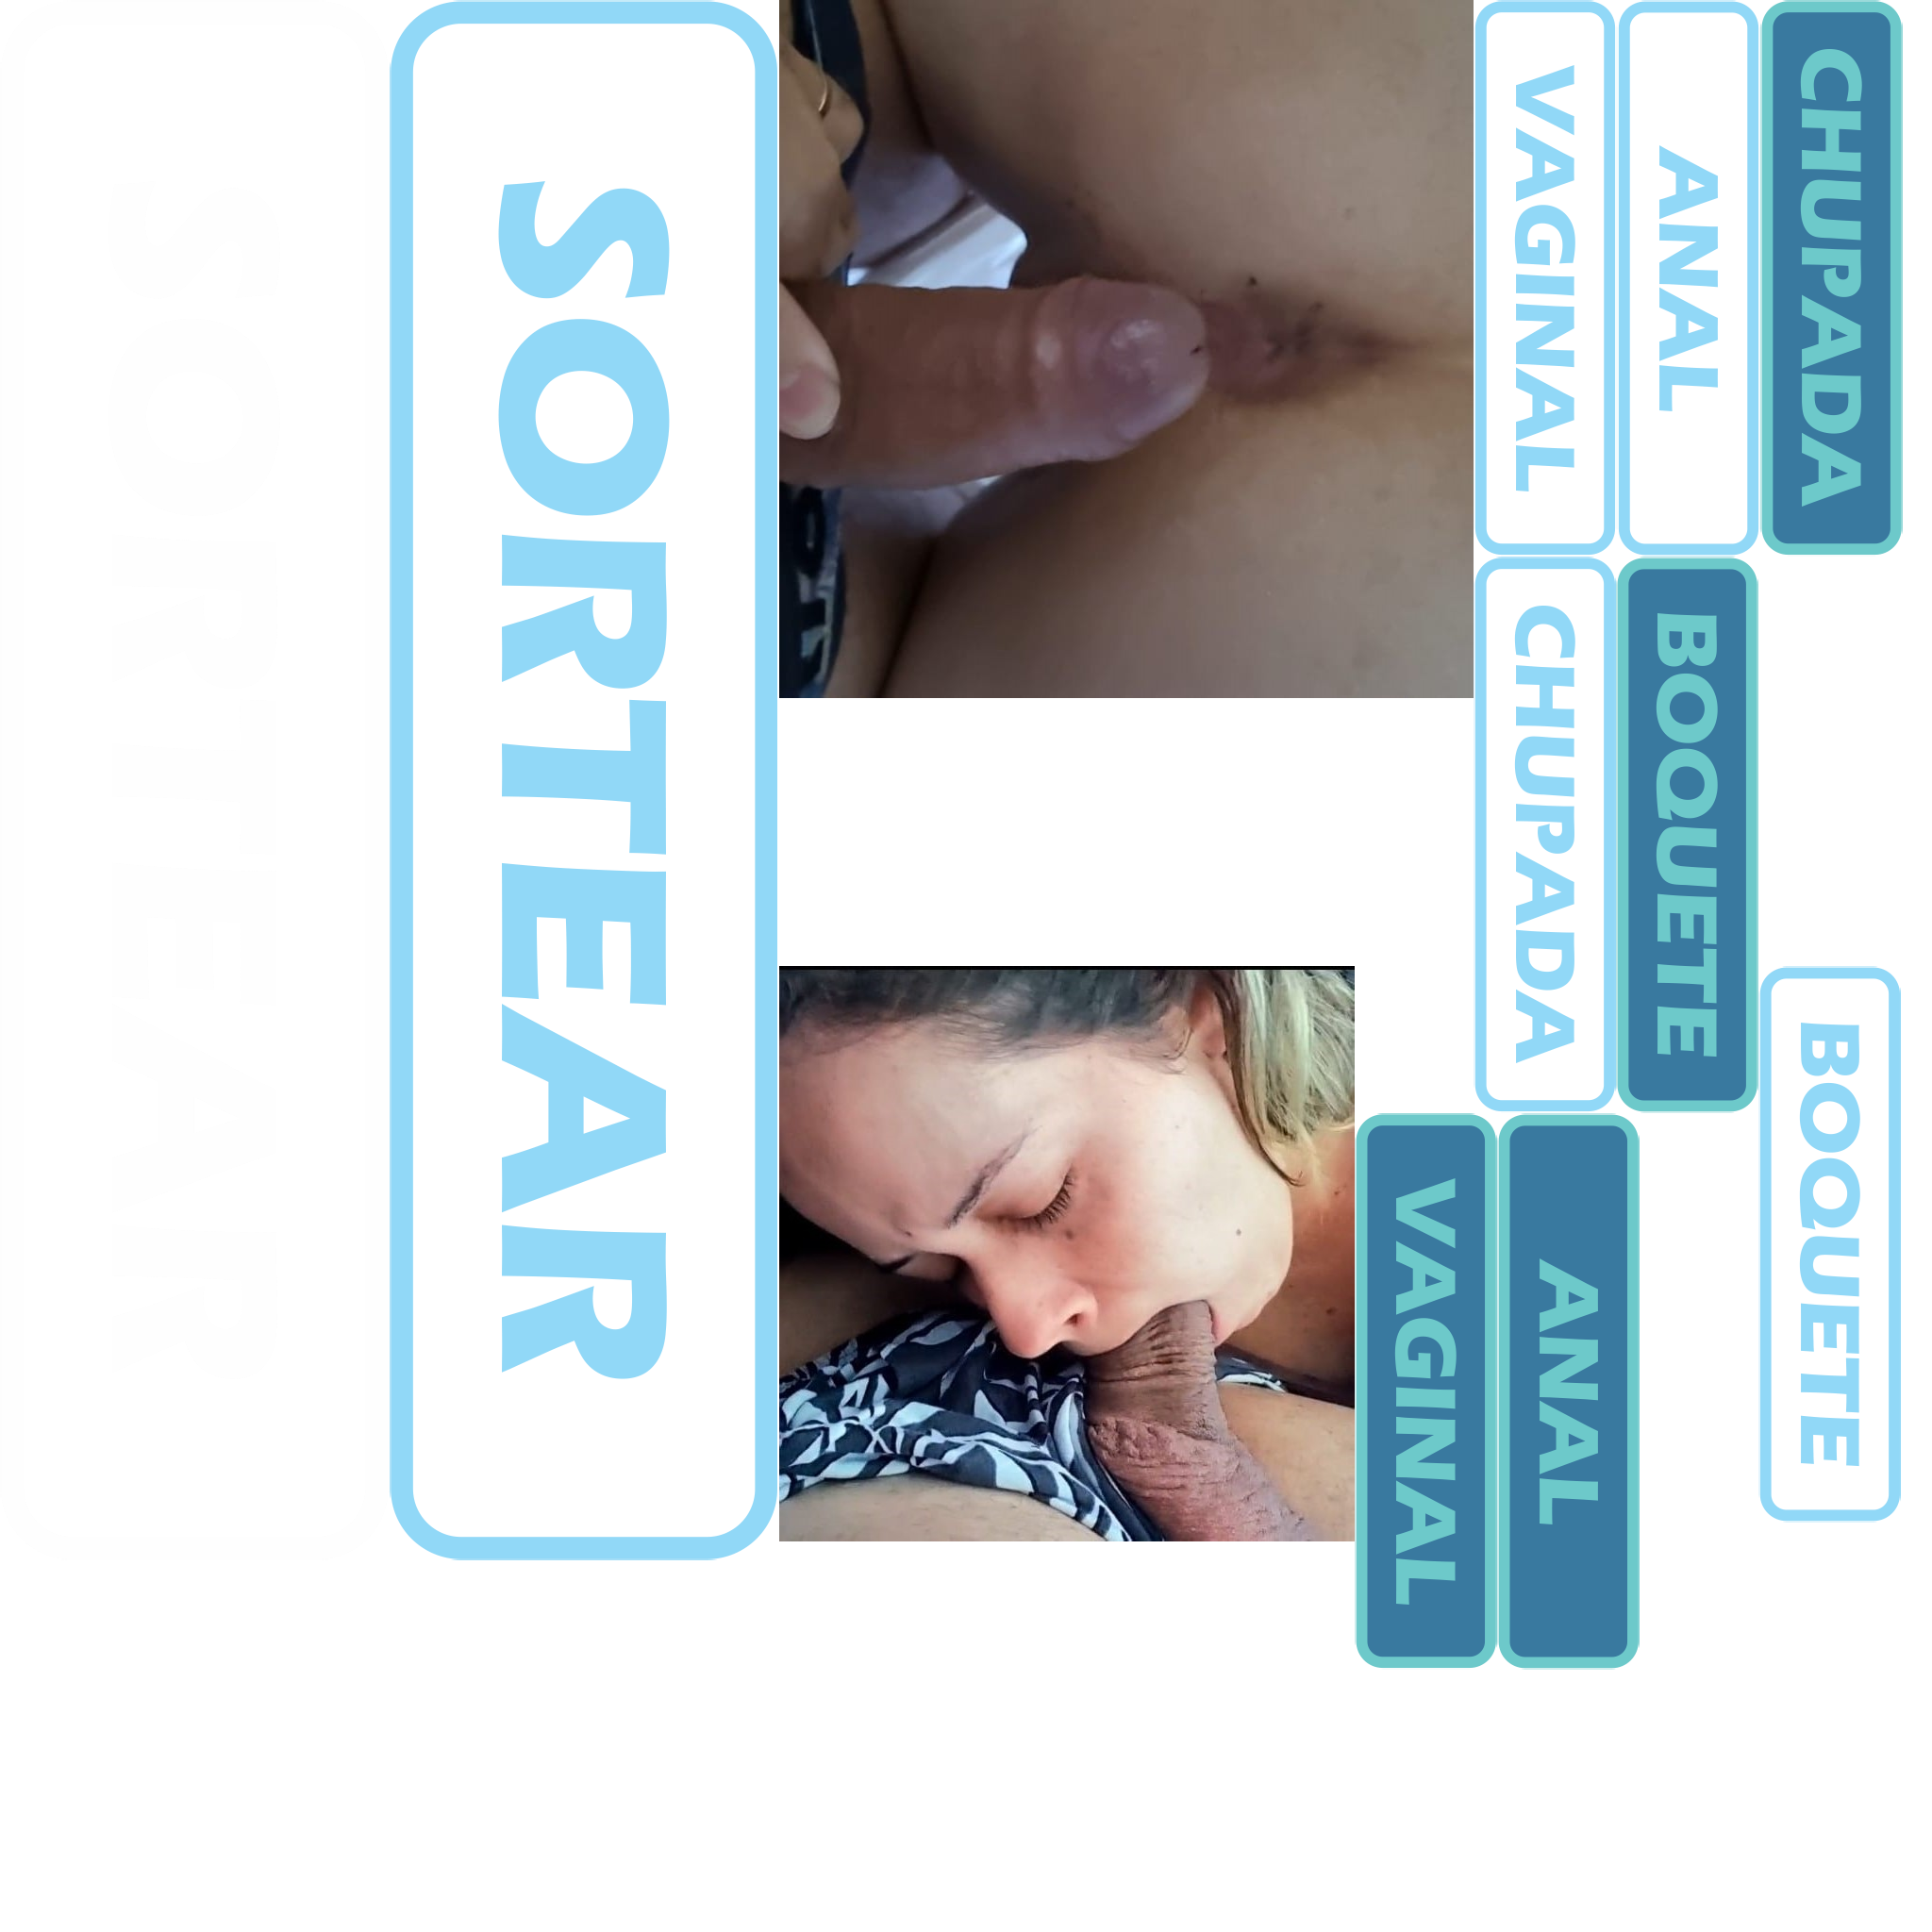 SORTEAR
SORTEAR
VAGINAL
ANAL
CHUPADA
CHUPADA
BOQUETE
BOQUETE
VAGINAL
ANAL